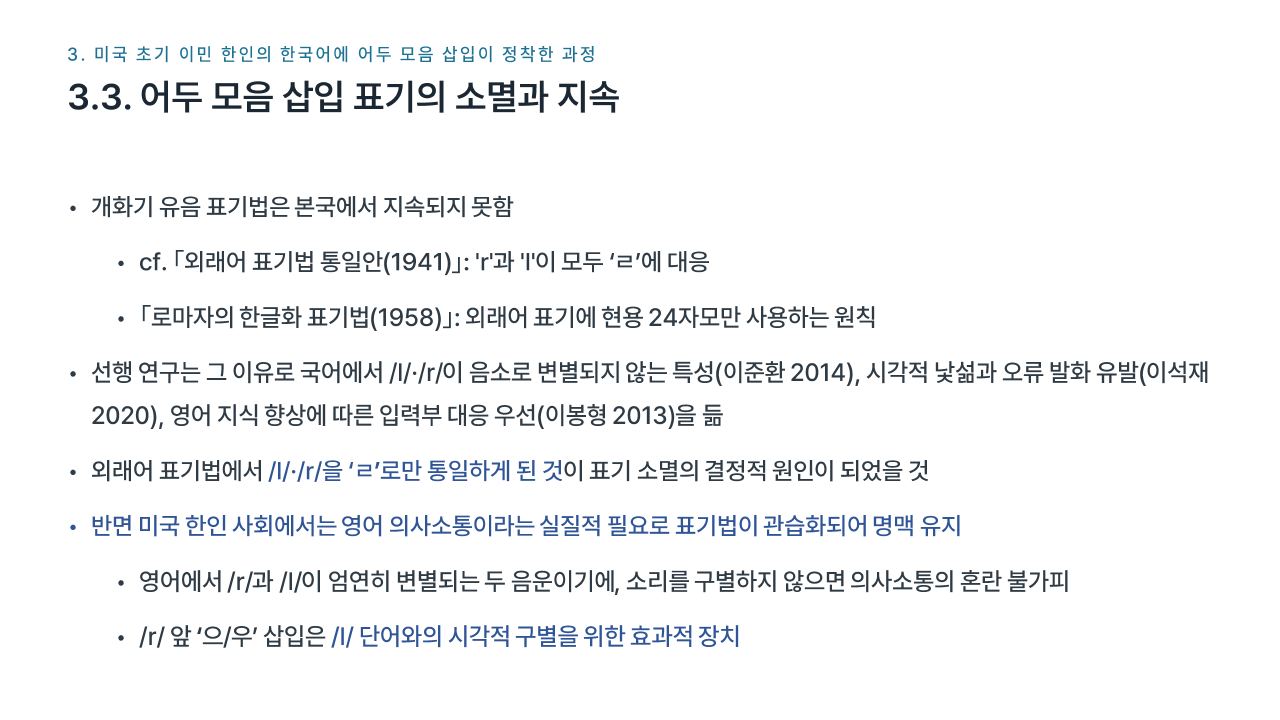 3. 미국 초기 이민 한인의 한국어에 어두 모음 삽입이 정착한 과정
3.3. 어두 모음 삽입 표기의 소멸과 지속
• 개화기 유음 표기법은 본국에서 지속되지 못함
• cf. 「외래어 표기법 통일안(1941)」: 'r'과 'l'이 모두 ‘ㄹ’에 대응
• 「로마자의 한글화 표기법(1958)」: 외래어 표기에 현용 24자모만 사용하는 원칙
• 선행 연구는 그 이유로 국어에서 /l/·/r/이 음소로 변별되지 않는 특성(이준환 2014), 시각적 낯섦과 오류 발화 유발(이석재
2020), 영어 지식 향상에 따른 입력부 대응 우선(이봉형 2013)을 듦
• 외래어 표기법에서 /l/·/r/을 ‘ㄹ’로만 통일하게 된 것이 표기 소멸의 결정적 원인이 되었을 것
• 반면 미국 한인 사회에서는 영어 의사소통이라는 실질적 필요로 표기법이 관습화되어 명맥 유지
• 영어에서 /r/과 /l/이 엄연히 변별되는 두 음운이기에, 소리를 구별하지 않으면 의사소통의 혼란 불가피
• /r/ 앞 ‘으/우’ 삽입은 /l/ 단어와의 시각적 구별을 위한 효과적 장치